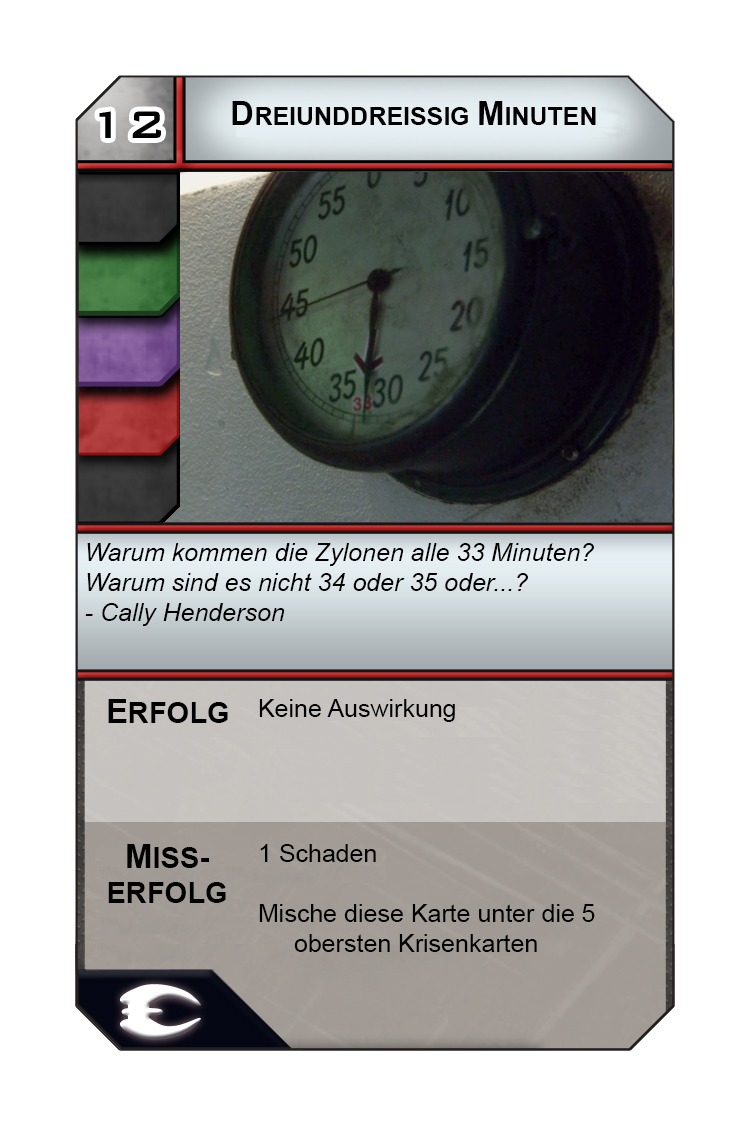 12
DREIUNDDREISSIG MINUTEN
0 5
55 10
50 15
45 20
40 25
35 30
33
Warum kommen die Zylonen alle 33 Minuten?
Warum sind es nicht 34 oder 35 oder...?
- Cally Henderson
ERFOLG
Keine Auswirkung
MISS-
ERFOLG
1 Schaden
Mische diese Karte unter die 5
obersten Krisenkarten